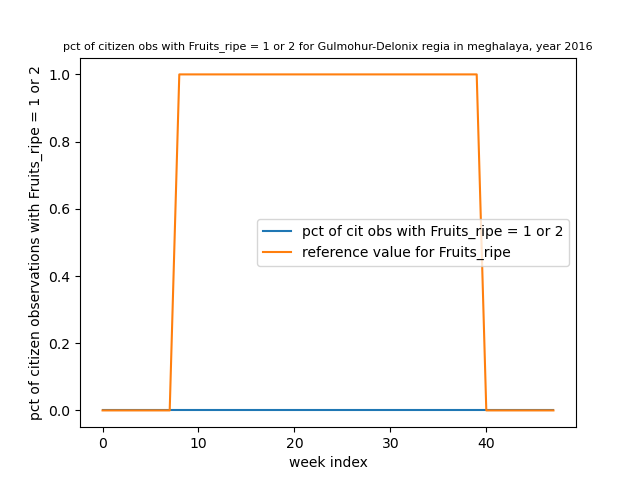 pct of citizen obs with Fruits_ripe = 1 or 2 for Gulmohur-Delonix regia in meghalaya, year 2016
pct of citizen observations with Fruits_ripe = 1 or 2
1.0
0.8
0.6
0.4
0.2
0.0
pct of cit obs with Fruits_ripe = 1 or 2
reference value for Fruits_ripe
0 10 20 30 40
week index